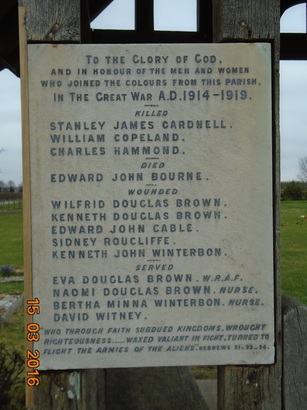 TO THE GLORY OF GOD,
AND IN HONOUR OF THE MEN AND WOMEN
WHO JOINED THE COLOURS FROM THIS PARISH,
IN THE GREAT WAR A.D. 1914-1919.
KILLED
STANLEY JAMES CARDNELL.
WILLIAM COPELAND.
CHARLES HAMMOND.
DIED
EDWARD JOHN BOURNE.
WOUNDED
WILFRID DOUGLAS BROWN.
KENNETH DOUGLAS BROWN.
EDWARD JOHN CABLE.
SIDNEY ROUCLIFFE.
KENNETH JOHN WINTERBON.
SERVED
EVA DOUGLAS BROWN. W.R.A.F.
NAOMI DOUGLAS BROWN. NURSE.
BERTHA MINNA WINTERBON. NURSE.
DAVID WITNEY.
WHO THROUGH FAITH SUBDUED KINGDOMS, WROUGHT
RIGHTEOUSNESS.....WAXED VALIANT IN FIGHT, TURNED TO
FLIGHT THE ARMIES OF THE ALIENS. HEBREWS XI. 33-34.
15 03 2016